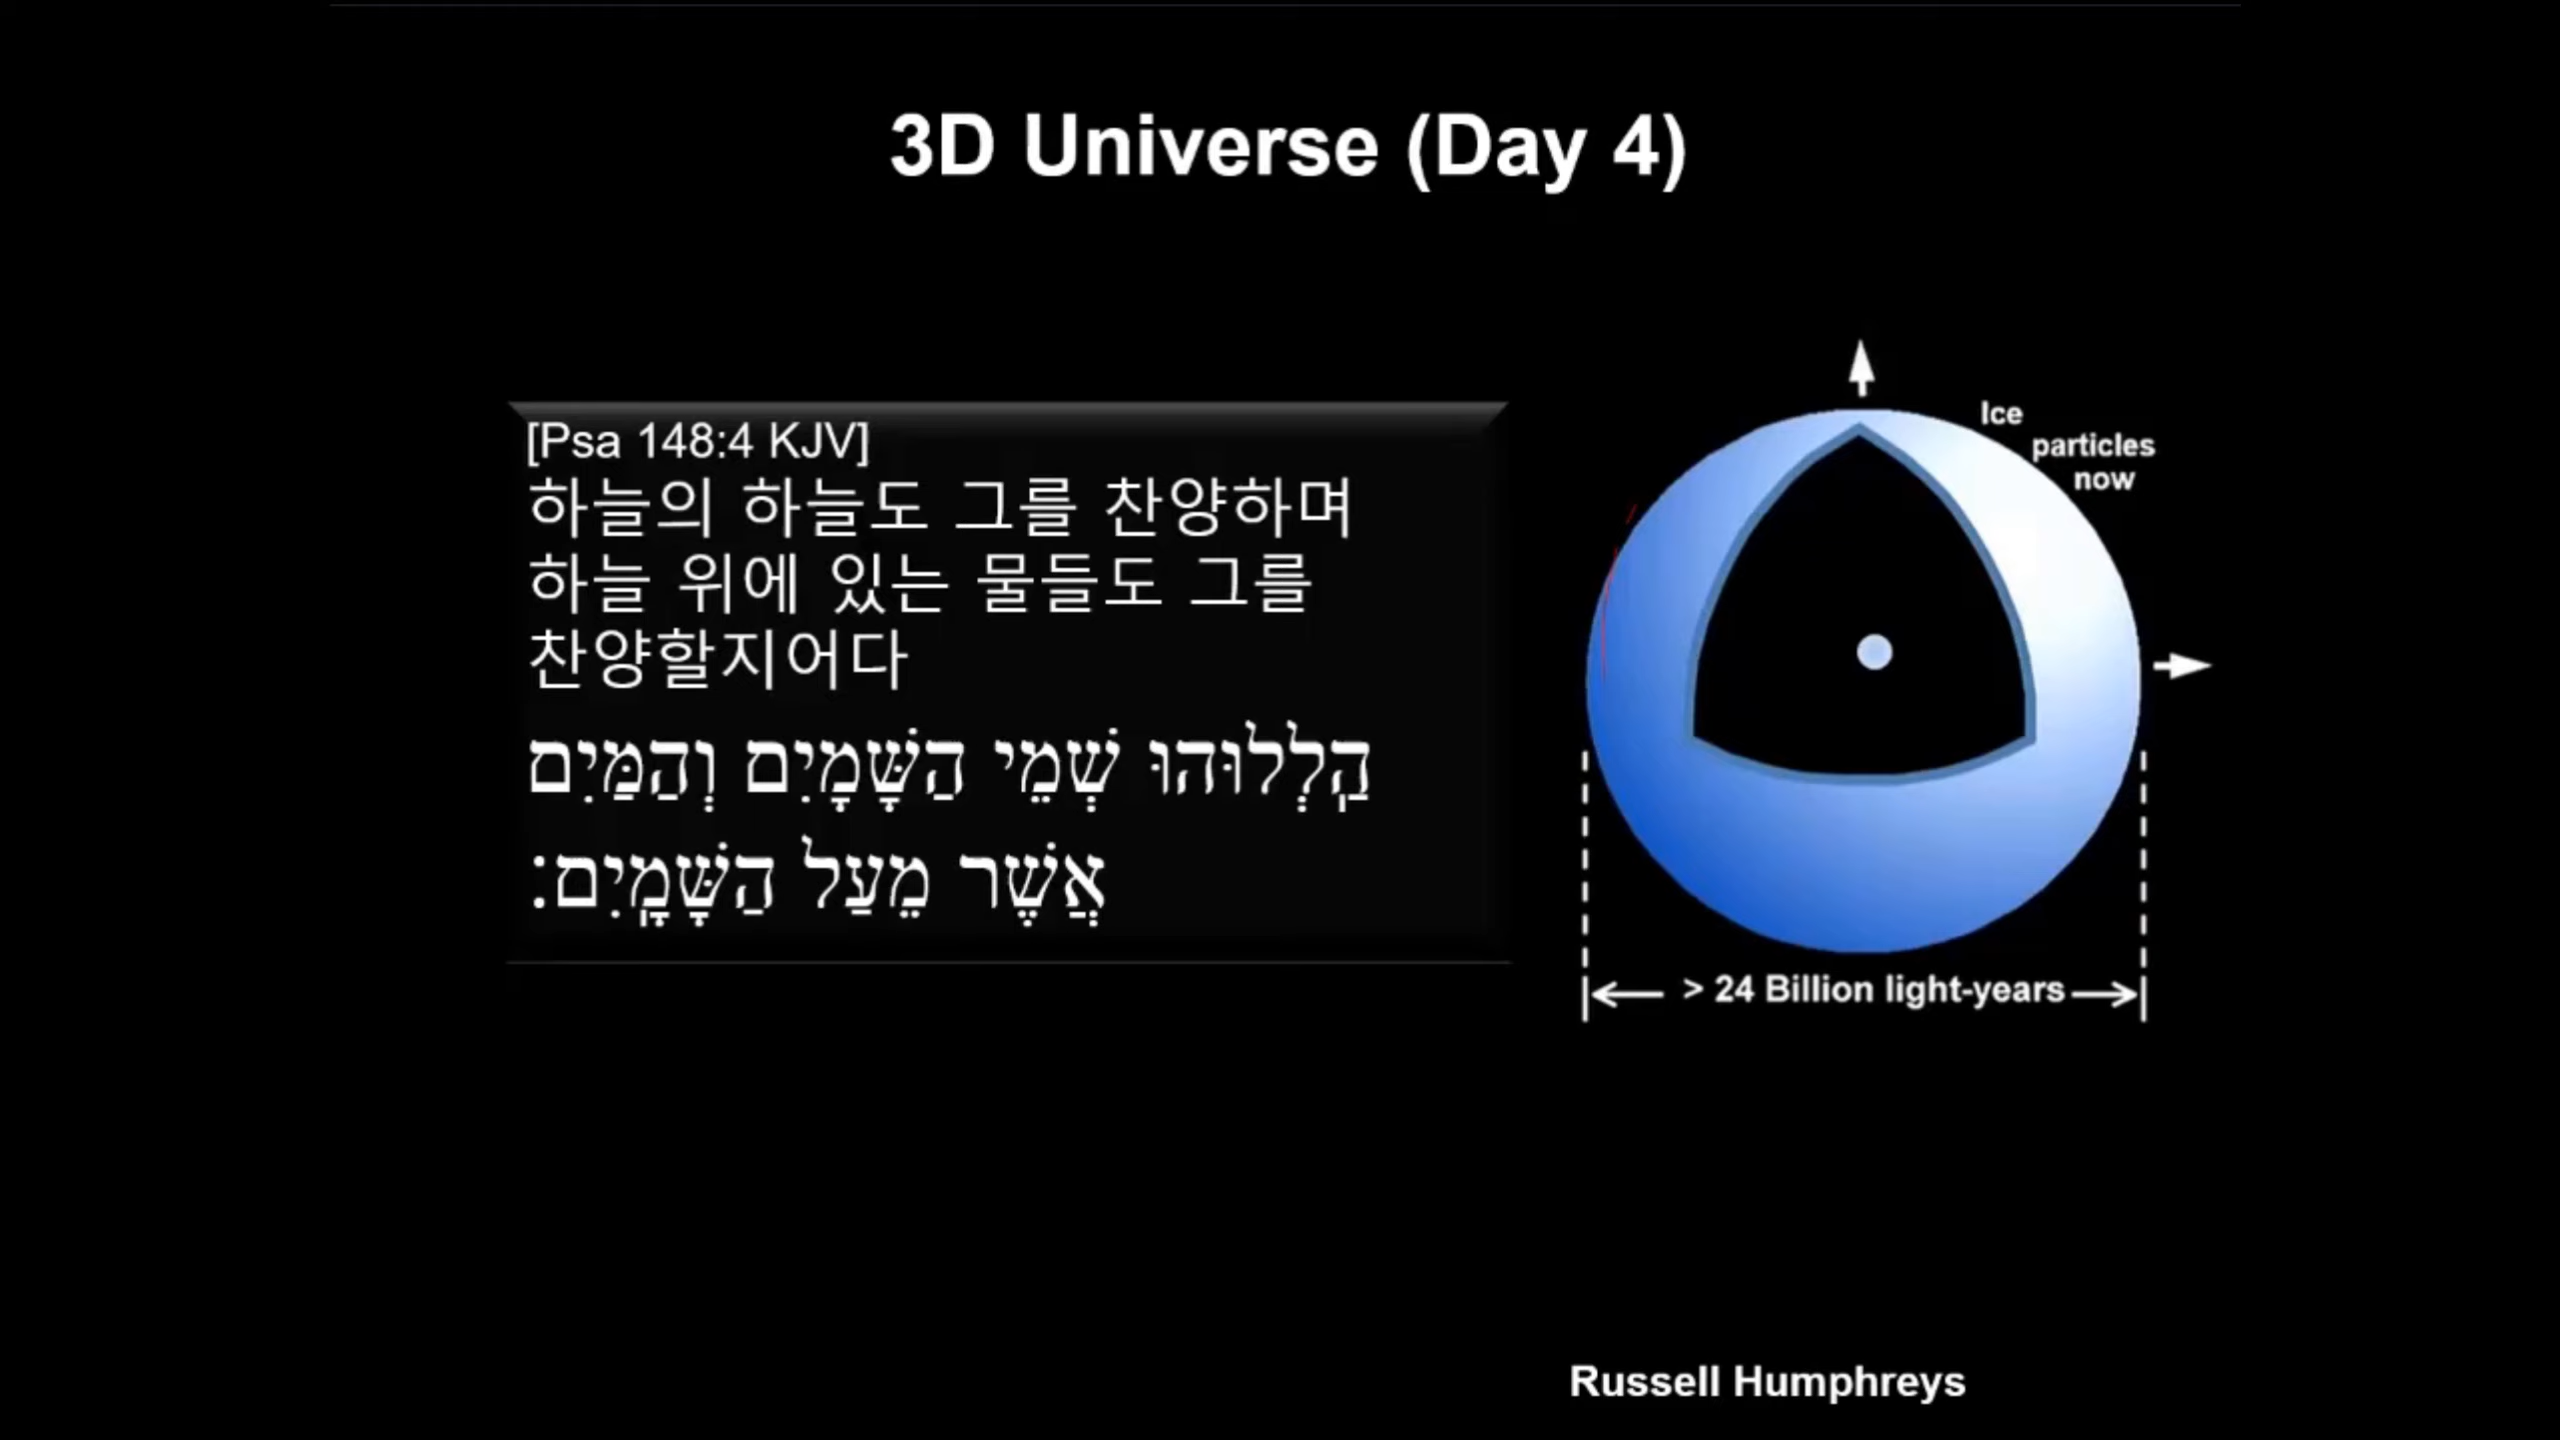 3D Universe (Day 4)
[Psa 148:4 KJV]
하늘의 하늘도 그를 찬양하며
하늘 위에 있는 물들도 그를
찬양할지어다
הַֽלְלוּהוּ שְׁמֵי הַשָּׁמָיִם וְהַמַּיִם
אֲשֶׁר מֵעַל הַשָּׁמָֽיִם׃
Ice
particles
now
> 24 Billion light-years
Russell Humphreys